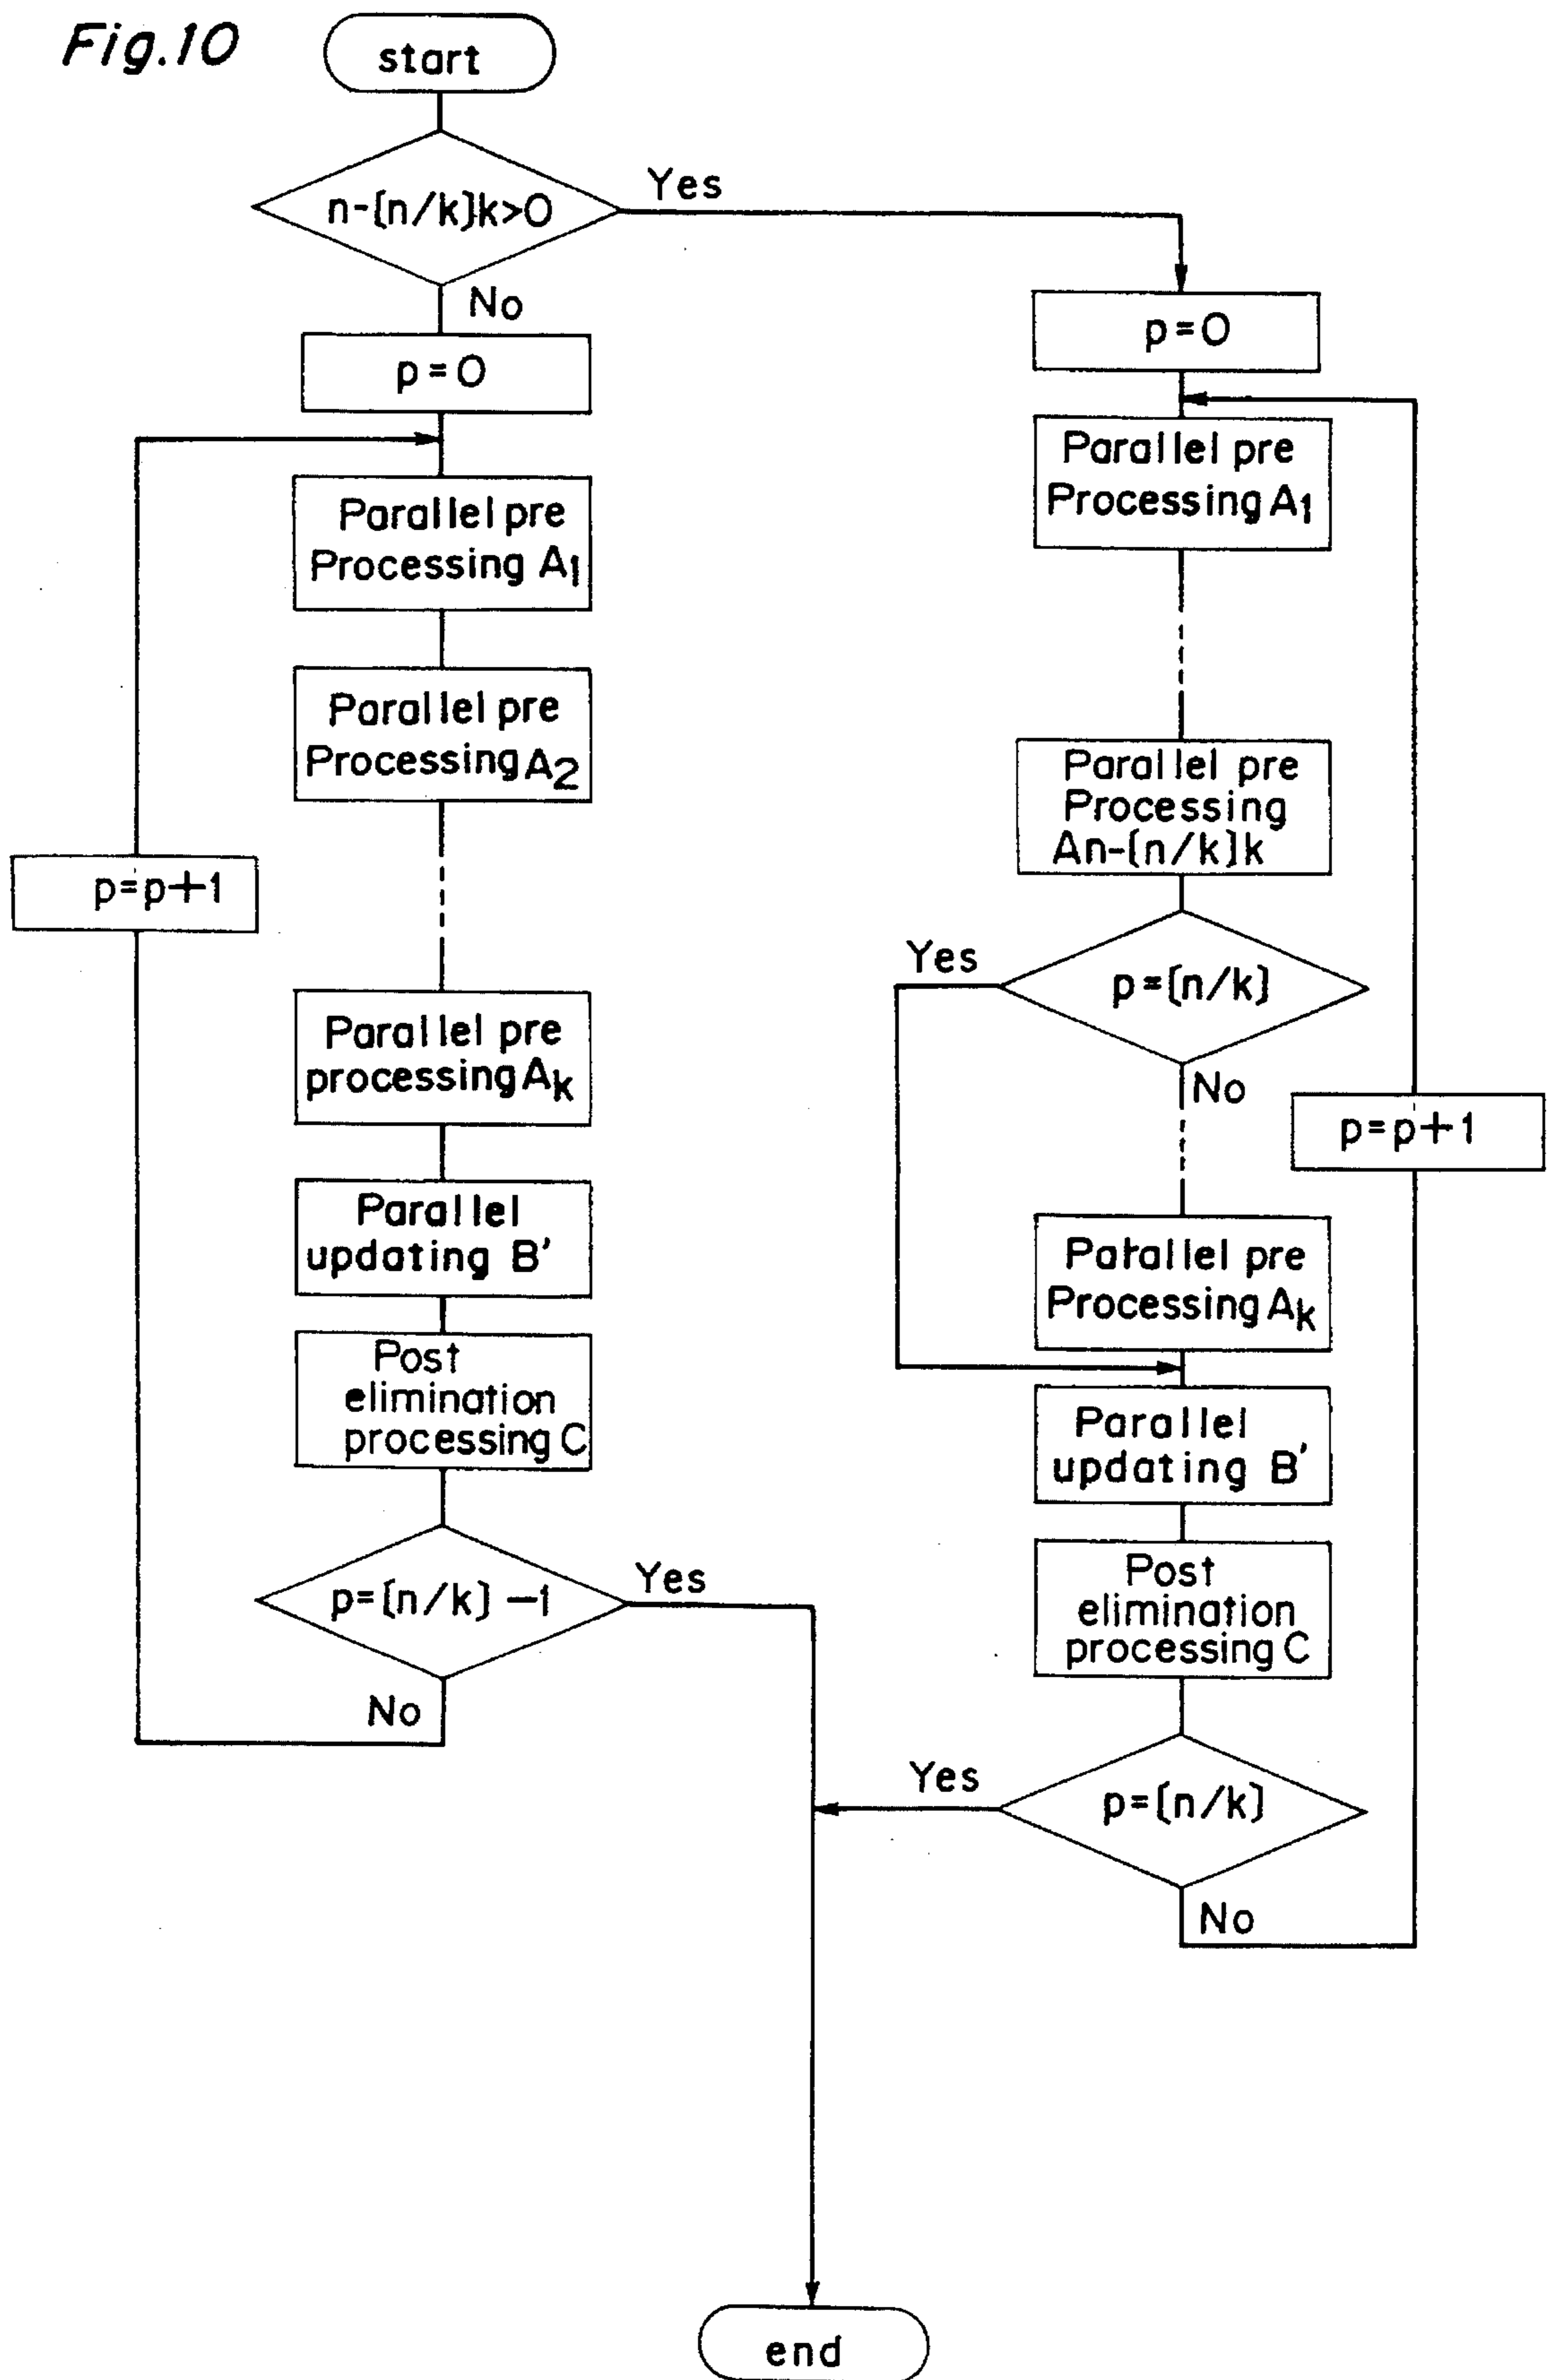 Fig.10
start
n-[n/k]k>0
Yes
No
p=0
Parallel pre
Processing A1
Parallel pre
Processing A2
p=p+1
Parallel pre
processing Ak
Parallel
updating B'
Post
elimination
processing C
p=[n/k]-1
Yes
No
p=0
Parallel pre
Processing A1
Parallel pre
Processing
An-[n/k]k
Yes
p=[n/k]
No
p=p+1
Parallel pre
Processing Ak
Parallel
updating B'
Post
elimination
processing C
Yes
p=[n/k]
No
end